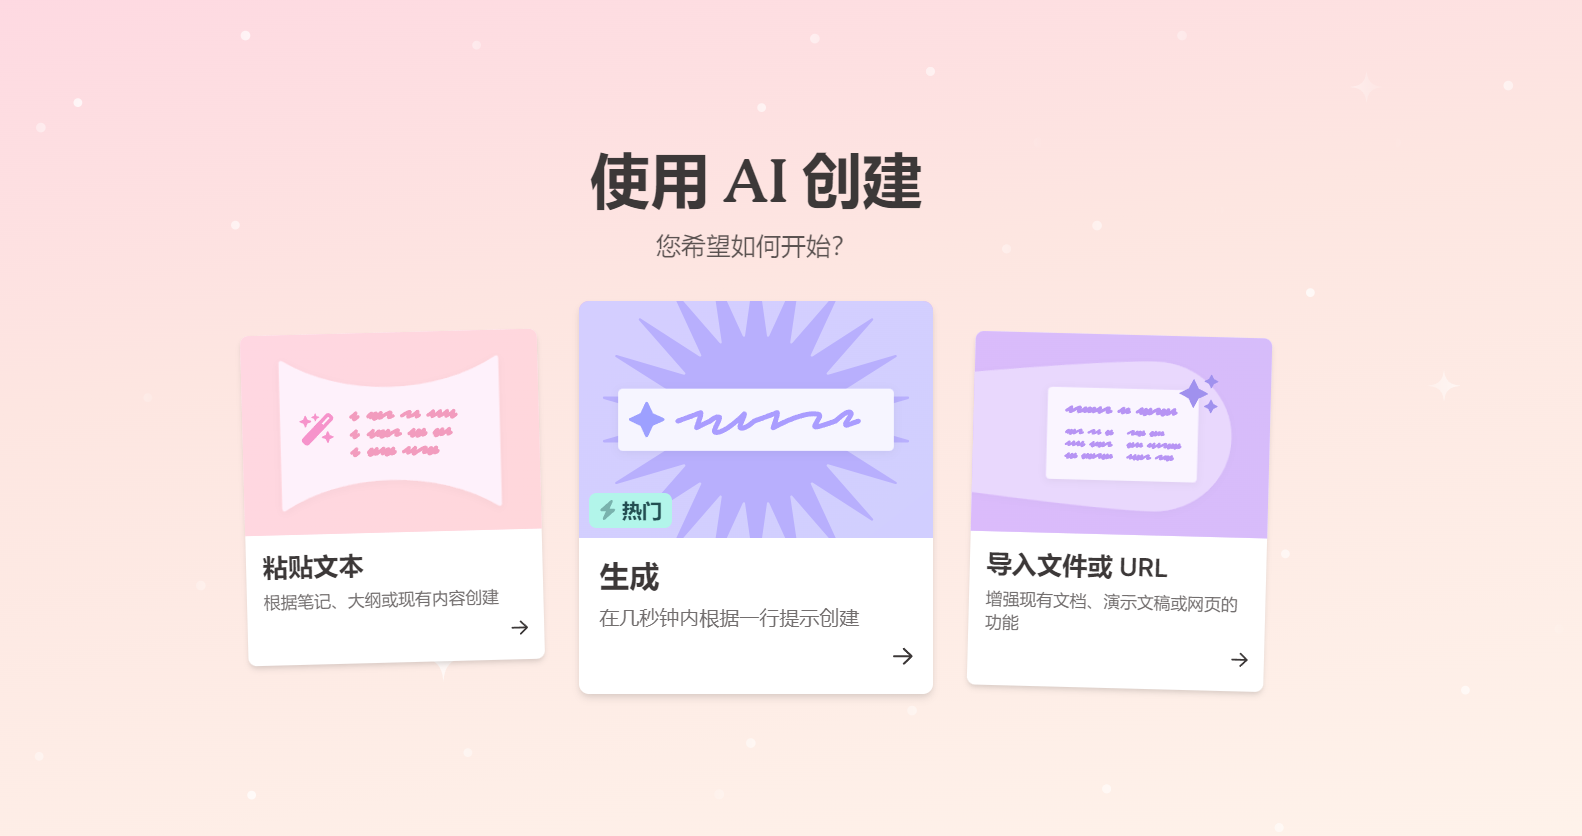 使用 AI 创建
您希望如何开始?
粘贴文本
根据笔记、大纲或现有内容创建
热门
生成
在几秒钟内根据一行提示创建
导入文件或 URL
增强现有文档、演示文稿或网页的
功能